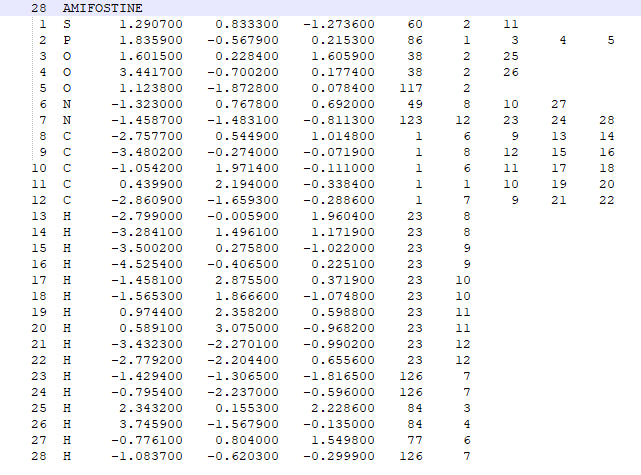 28 AMIFOSTINE
1 S 1.290700 0.833300 -1.273600 60 2 11
2 P 1.835900 -0.567900 0.215300 86 1 3 4 5
3 O 1.601500 0.228400 1.605900 38 2 25
4 O 3.441700 -0.700200 0.177400 38 2 26
5 O 1.123800 -1.872800 0.078400 117 2
6 N -1.323000 0.767800 0.692000 49 8 10 27
7 N -1.458700 -1.483100 -0.811300 123 12 23 24 28
8 C -2.757700 0.544900 1.014800 1 6 9 13 14
9 C -3.480200 -0.274000 -0.071900 1 8 12 15 16
10 C -1.054200 1.971400 -0.111000 1 6 11 17 18
11 C 0.439900 2.194000 -0.338400 1 1 10 19 20
12 C -2.860900 -1.659300 -0.288600 1 7 9 21 22
13 H -2.799000 -0.005900 1.960400 23 8
14 H -3.284100 1.496100 1.171900 23 8
15 H -3.500200 0.275800 -1.022000 23 9
16 H -4.525400 -0.406500 0.225100 23 9
17 H -1.458100 2.875500 0.371900 23 10
18 H -1.565300 1.866600 -1.074800 23 10
19 H 0.974400 2.358200 0.598800 23 11
20 H 0.589100 3.075000 -0.968200 23 11
21 H -3.432300 -2.270100 -0.990200 23 12
22 H -2.779200 -2.204400 0.655600 23 12
23 H -1.429400 -1.306500 -1.816500 126 7
24 H -0.795400 -2.237000 -0.596000 126 7
25 H 2.343200 0.155300 2.228600 84 3
26 H 3.745900 -1.567900 -0.135000 84 4
27 H -0.776100 0.804000 1.549800 77 6
28 H -1.083700 -0.620300 -0.299900 126 7